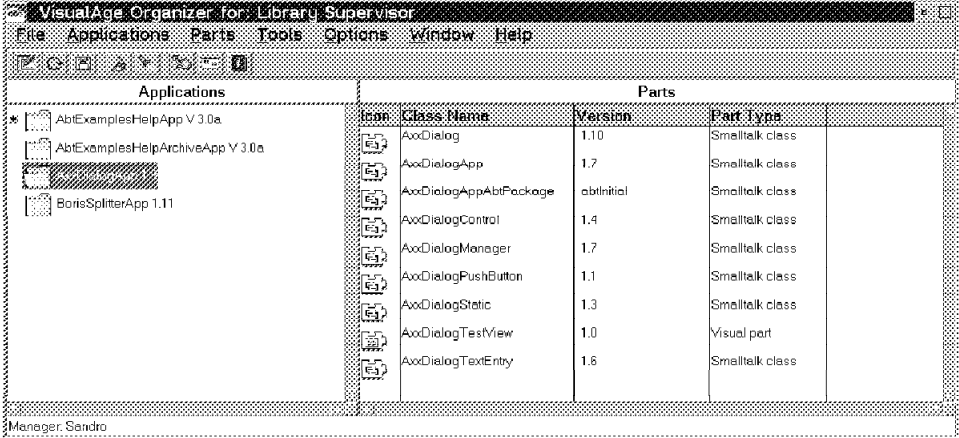 VisualAge Organizer for: Library Supervisor
File Applications Parts Tools Options Window Help
Applications
Parts
* AbtExamplesHelpApp V 3.0a
AbtExamplesHelpArchiveApp V 3.0a
BorisSplitterApp 1.11
Icon Class Name Version Part Type
AxxDialog 1.10 Smalltalk class
AxxDialogApp 1.7 Smalltalk class
AxxDialogAppAbtPackage abtInitial Smalltalk class
AxxDialogControl 1.4 Smalltalk class
AxxDialogManager 1.7 Smalltalk class
AxxDialogPushButton 1.1 Smalltalk class
AxxDialogStatic 1.3 Smalltalk class
AxxDialogTestView 1.0 Visual part
AxxDialogTextEntry 1.6 Smalltalk class
Manager: Sandro